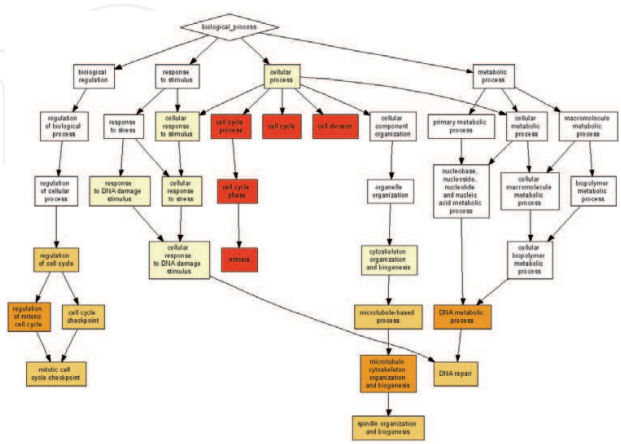 biological_process
biological
regulation
response
to stimulus
cellular
process
metabolic
process
regulation
of biological
process
response
to stress
cellular
response to
stimulus
cell cycle
process
cell cycle
cell division
cellular
component
organization
primary metabolic
process
cellular
metabolic
process
macromolecule
metabolic
process
regulation
of cellular
process
response
to DNA damage
stimulus
cellular
response
to stress
cell cycle
phase
organelle
organization
nucleobase,
nucleoside,
nucleotide
and nucleic
acid metabolic
process
cellular
macromolecule
metabolic
process
biopolymer
metabolic
process
regulation
of cell cycle
cellular
response
to DNA damage
stimulus
mitosis
cytoskeleton
organization
and biogenesis
cellular
biopolymer
metabolic
process
regulation
of mitotic
cell cycle
cell cycle
checkpoint
microtubule-based
process
DNA metabolic
process
mitotic cell
cycle checkpoint
microtubule
cytoskeleton
organization
and biogenesis
DNA repair
spindle organization
and biogenesis